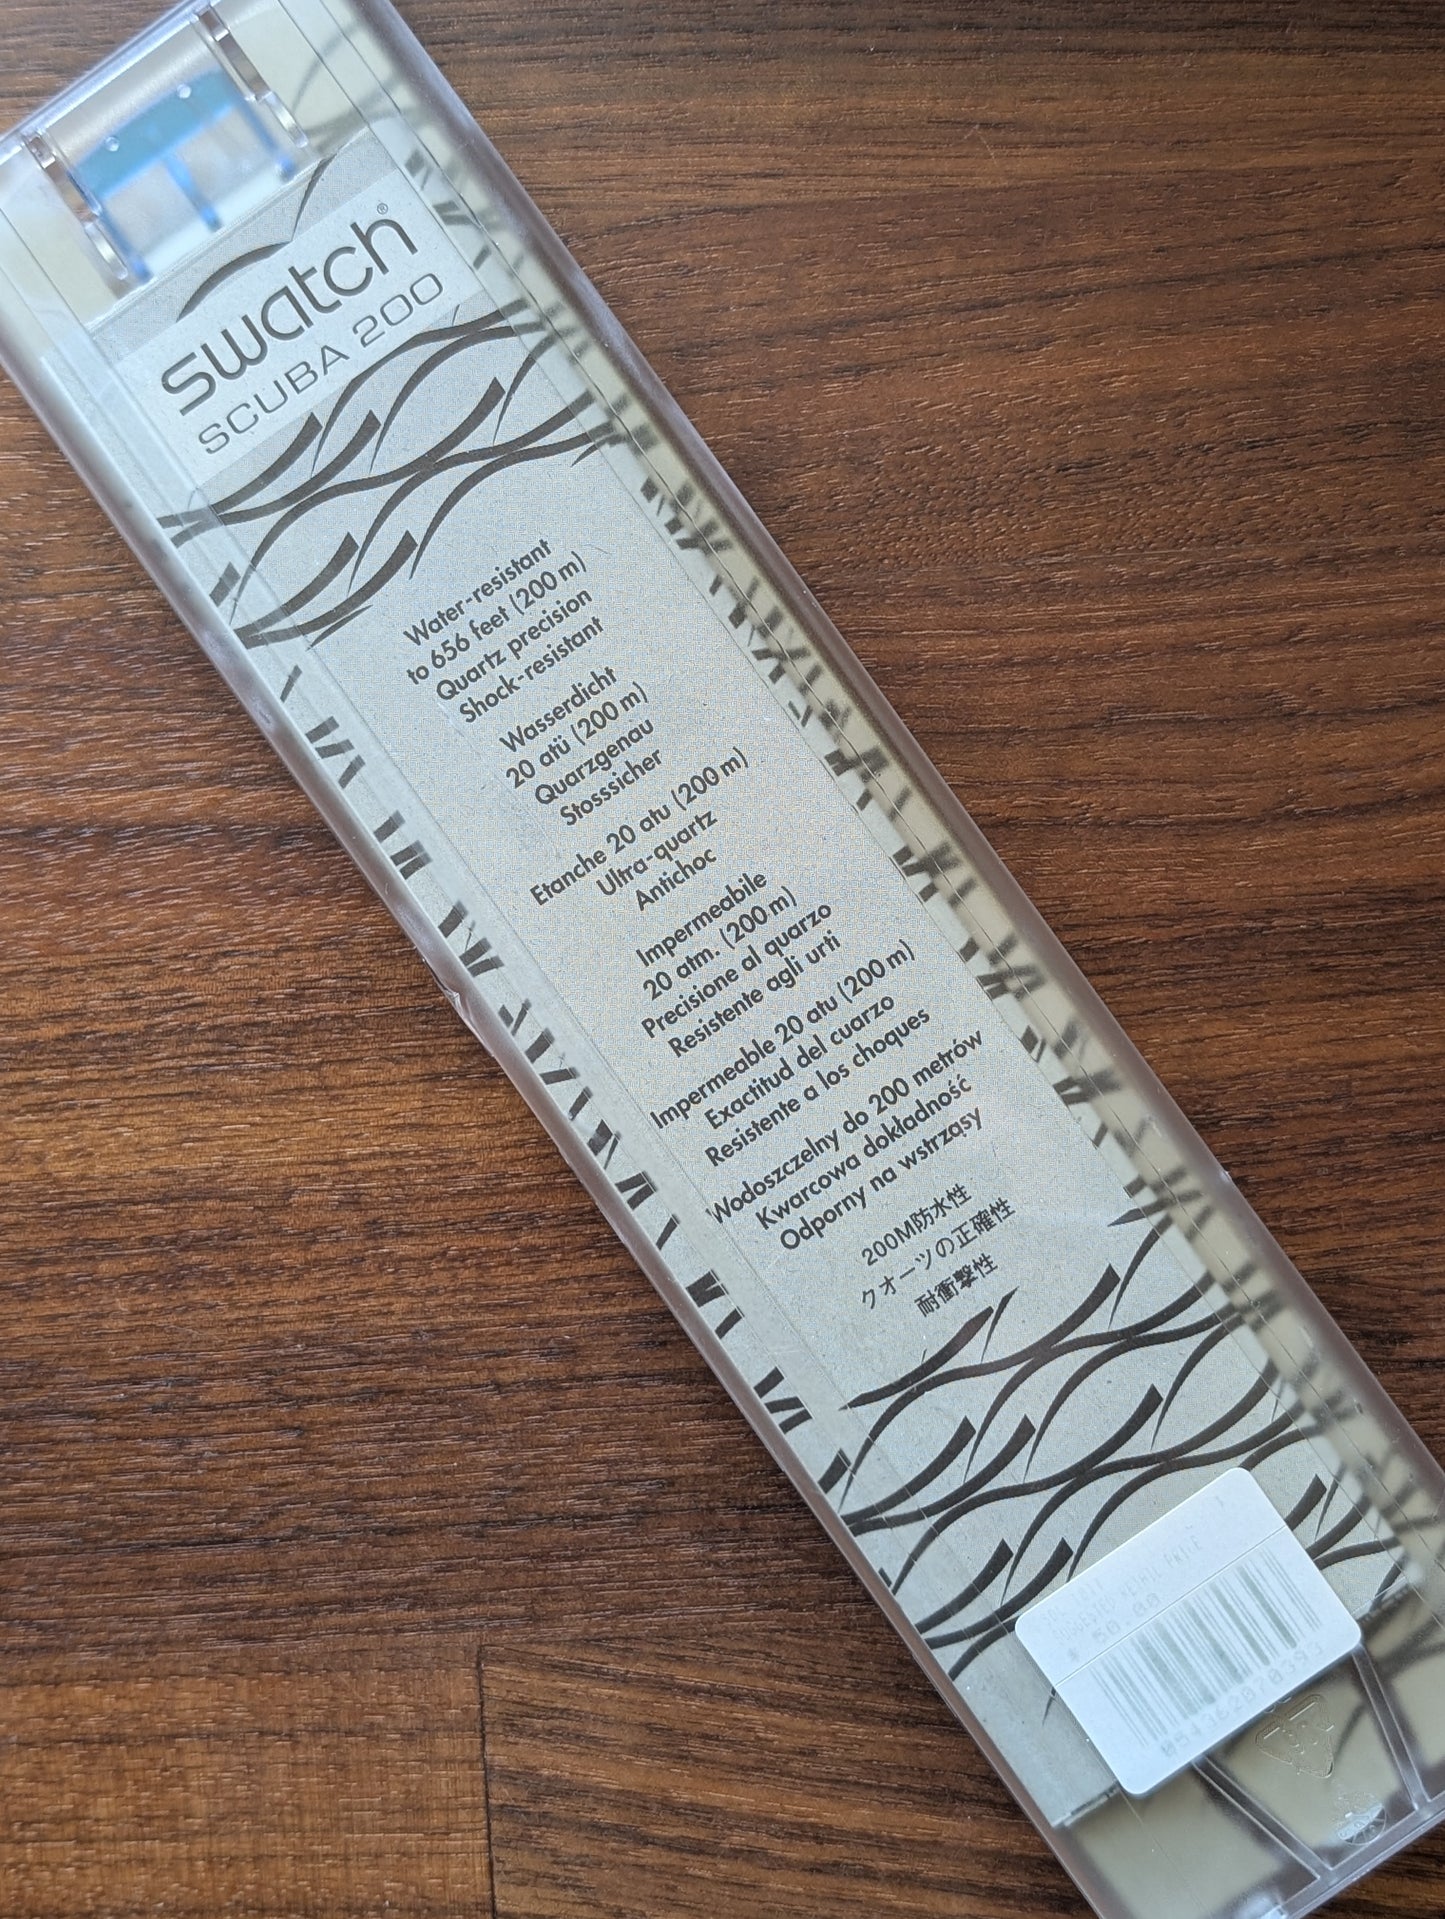 swatch®
SCUBA 200
Water-resistant
to 656 feet (200 m)
Quartz precision
Shock-resistant
Wasserdicht
20 atü (200 m)
Quarzgenau
Stosssicher
Etanche 20 atu (200 m)
Ultra-quartz
Antichoc
Impermeabile
20 atm. (200 m)
Precisione al quarzo
Resistente agli urti
Impermeable 20 atu (200 m)
Exactitud del cuarzo
Resistente a los choques
Wodoszczelny do 200 metrów
Kwarcowa dokładność
Odporny na wstrząsy
200M防水性
クオーツの正確性
耐衝撃性
SUGGESTED RETAIL PRICE